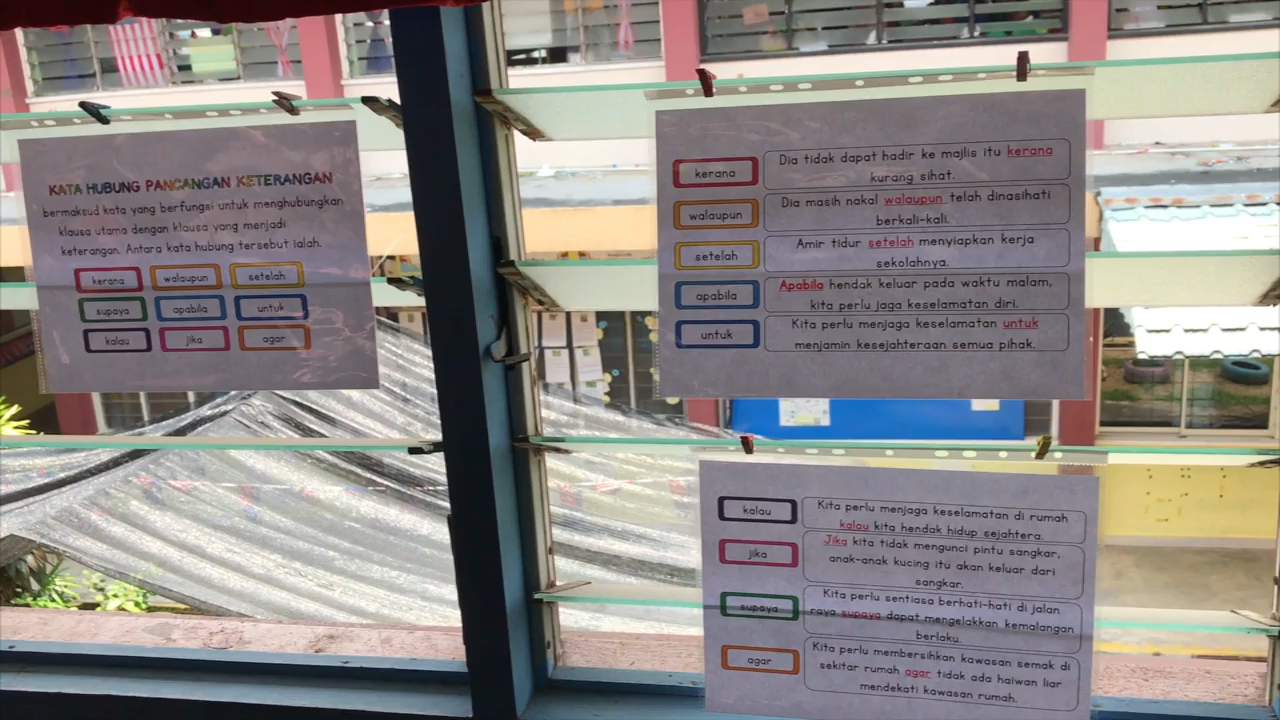 KATA HUBUNG PANCANGAN KETERANGAN
bermaksud kata yang berfungsi untuk menghubungkan
klausa utama dengan klausa yang menjadi
keterangan. Antara kata hubung tersebut ialah.
kerana walaupun setelah
supaya apabila untuk
kalau jika agar
kerana
Dia tidak dapat hadir ke majlis itu kerana
kurang sihat.
walaupun
Dia masih nakal walaupun telah dinasihati
berkali-kali.
setelah
Amir tidur setelah menyiapkan kerja
sekolahnya.
apabila
Apabila hendak keluar pada waktu malam,
kita perlu jaga keselamatan diri.
untuk
Kita perlu menjaga keselamatan untuk
menjamin kesejahteraan semua pihak.
kalau
Kita perlu menjaga keselamatan di rumah
kalau kita hendak hidup sejahtera.
jika
Jika kita tidak mengunci pintu sangkar,
anak-anak kucing itu akan keluar dari
sangkar.
supaya
Kita perlu sentiasa berhati-hati di jalan
raya supaya dapat mengelakkan kemalangan
berlaku.
agar
Kita perlu membersihkan kawasan semak di
sekitar rumah agar tidak ada haiwan liar
mendekati kawasan rumah.